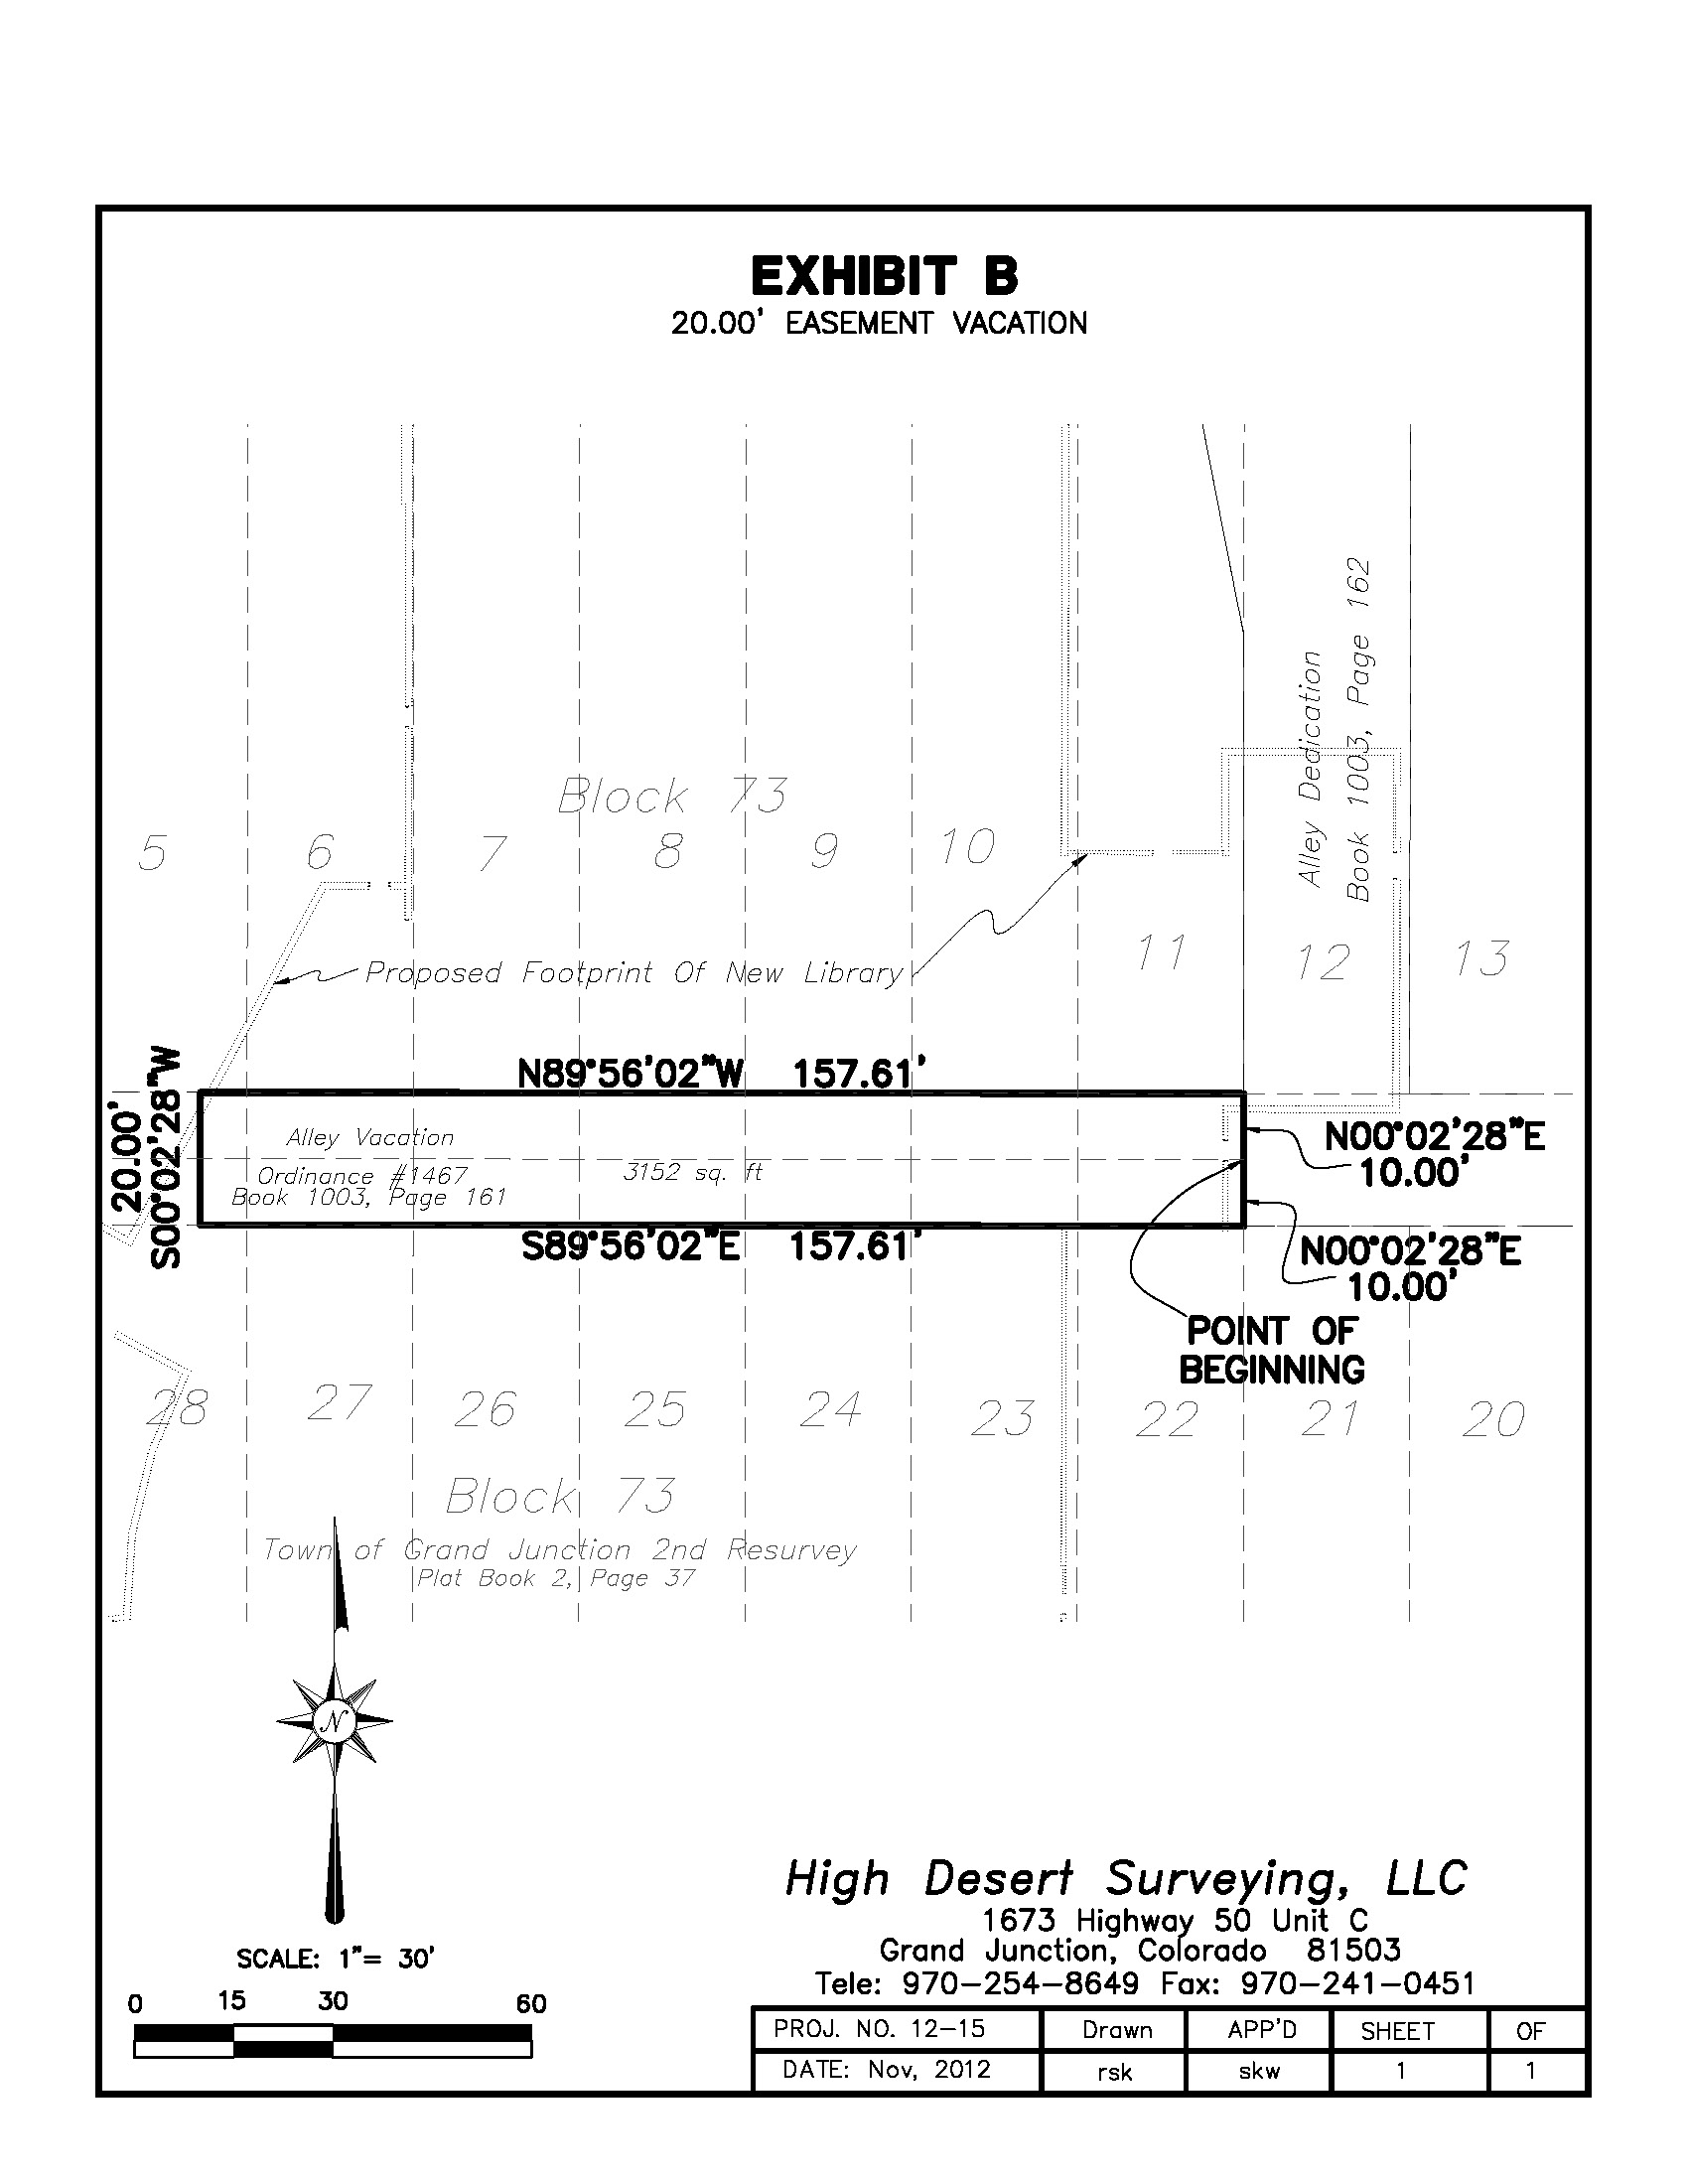 EXHIBIT B
20.00' EASEMENT VACATION
Alley Dedication
Book 1003, Page 162
Block 73
5
6
7
8
9
10
11
12
13
Proposed Footprint Of New Library
N89°56'02"W 157.61'
20.00'
S00°02'28"W
Alley Vacation
Ordinance #1467
Book 1003, Page 161
3152 sq. ft
N00°02'28"E
10.00'
S89°56'02"E 157.61'
N00°02'28"E
10.00'
POINT OF
BEGINNING
28
27
26
25
24
23
22
21
20
Block 73
Town of Grand Junction 2nd Resurvey
Plat Book 2, Page 37
N
SCALE: 1"= 30'
0 15 30 60
High Desert Surveying, LLC
1673 Highway 50 Unit C
Grand Junction, Colorado 81503
Tele: 970-254-8649 Fax: 970-241-0451
PROJ. NO. 12-15 Drawn APP'D SHEET OF
DATE: Nov, 2012 rsk skw 1 1